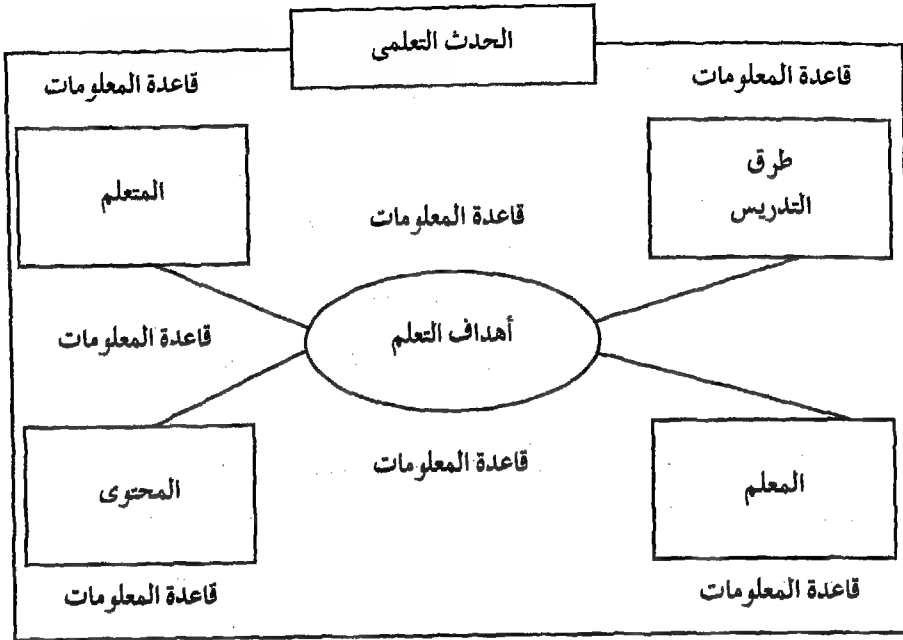 الحدث التعلمى
قاعدة المعلومات
قاعدة المعلومات
طرق
التدريس
المتعلم
قاعدة المعلومات
أهداف التعلم
قاعدة المعلومات
قاعدة المعلومات
المعلم
المحتوى
قاعدة المعلومات
قاعدة المعلومات